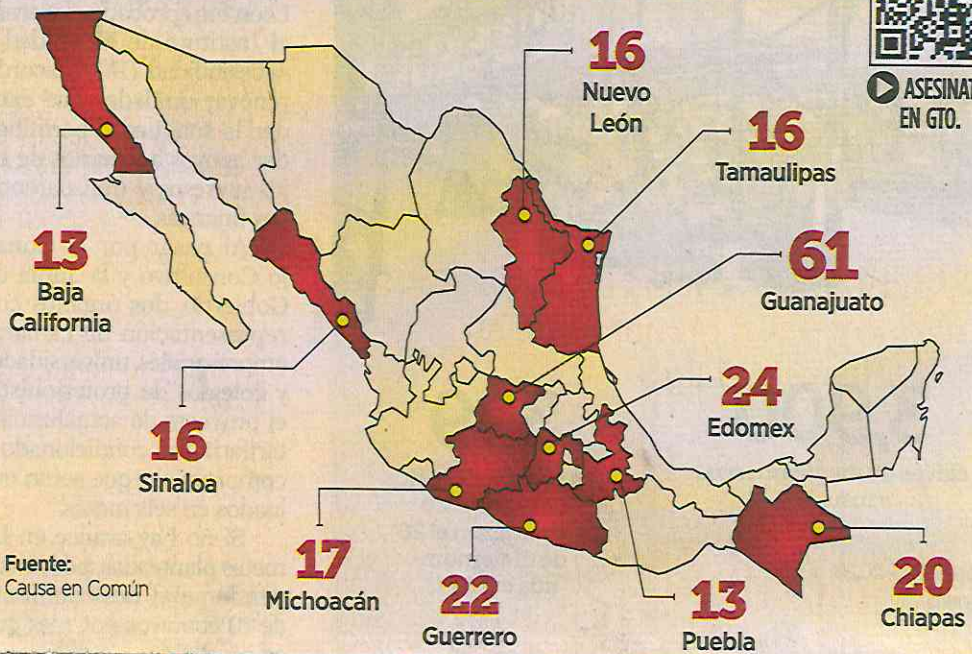 16
Nuevo
León
ASESINAT
EN GTO.
16
Tamaulipas
13
Baja
California
61
Guanajuato
24
Edomex
16
Sinaloa
Fuente:
Causa en Común
17
Michoacán
22
Guerrero
13
Puebla
20
Chiapas